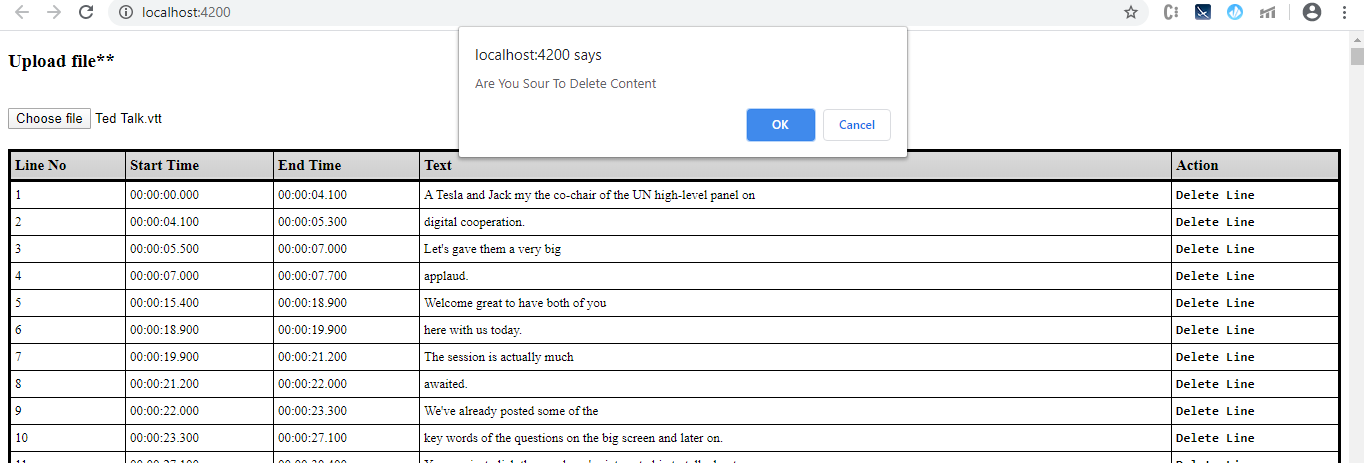 localhost:4200
localhost:4200 says
Are You Sour To Delete Content
OK Cancel
Upload file**
Choose file Ted Talk.vtt
Line No Start Time End Time Text Action
1 00:00:00.000 00:00:04.100 A Tesla and Jack my the co-chair of the UN high-level panel on Delete Line
2 00:00:04.100 00:00:05.300 digital cooperation. Delete Line
3 00:00:05.500 00:00:07.000 Let's gave them a very big Delete Line
4 00:00:07.000 00:00:07.700 applaud. Delete Line
5 00:00:15.400 00:00:18.900 Welcome great to have both of you Delete Line
6 00:00:18.900 00:00:19.900 here with us today. Delete Line
7 00:00:19.900 00:00:21.200 The session is actually much Delete Line
8 00:00:21.200 00:00:22.000 awaited. Delete Line
9 00:00:22.000 00:00:23.300 We've already posted some of the Delete Line
10 00:00:23.300 00:00:27.100 key words of the questions on the big screen and later on. Delete Line